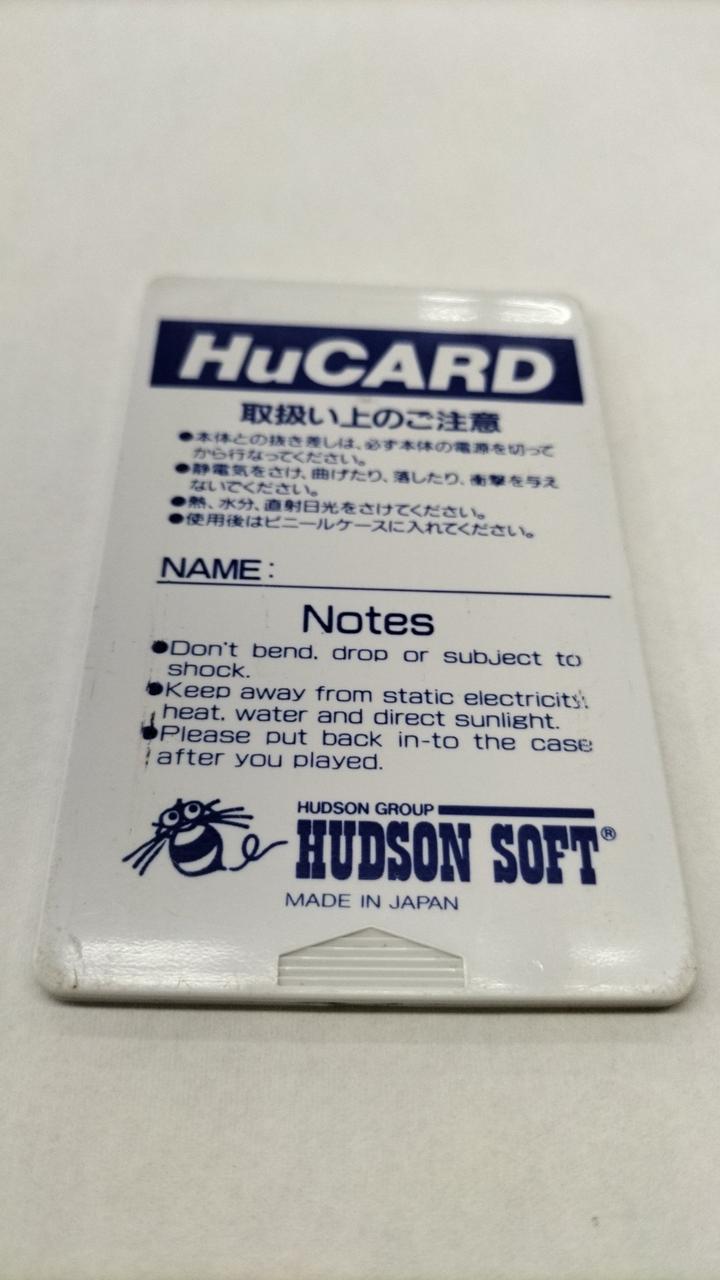 HuCARD
取扱い上のご注意
●本体との抜き差しは、必ず本体の電源を切って
から行なってください。
●静電気をさけ、曲げたり、落したり、衝撃を与え
ないでください。
●熱、水分、直射日光をさけてください。
●使用後はビニールケースに入れてください。
NAME:
Notes
●Don't bend, drop or subject to
shock.
●Keep away from static electricity,
heat, water and direct sunlight.
●Please put back in-to the case
after you played.
HUDSON GROUP
HUDSON SOFT®
MADE IN JAPAN